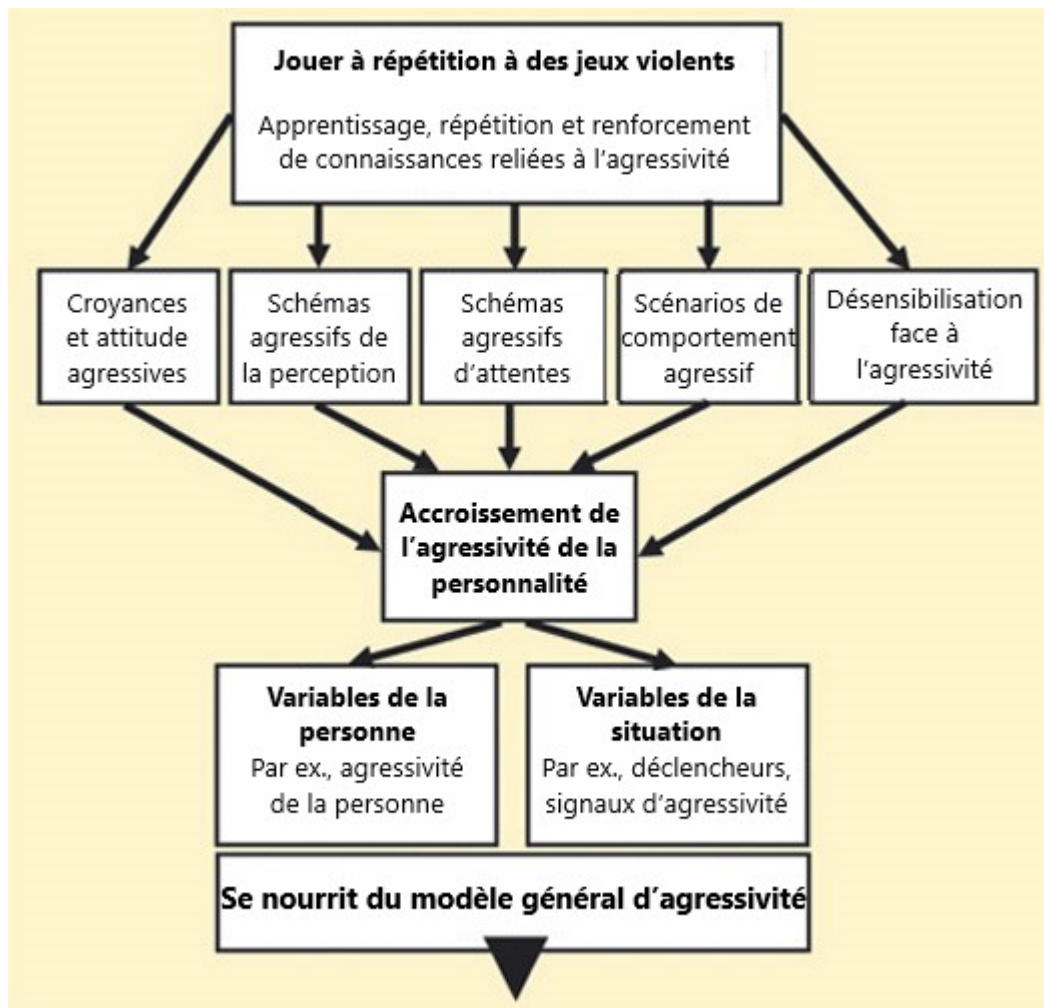 Jouer à répétition à des jeux violents
Apprentissage, répétition et renforcement
de connaissances reliées à l'agressivité
Croyances
et attitude
agressives
Schémas
agressifs de
la perception
Schémas
agressifs
d'attentes
Scénarios de
comportement
agressif
Désensibilisation
face à
l'agressivité
Accroissement de
l'agressivité de la
personnalité
Variables de la
personne
Par ex., agressivité
de la personne
Variables de la
situation
Par ex., déclencheurs,
signaux d'agressivité
Se nourrit du modèle général d'agressivité